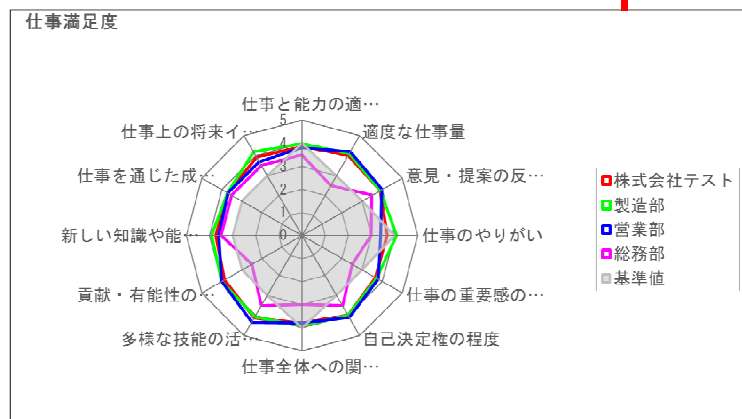 仕事満足度
仕事と能力の適…
適度な仕事量
意見・提案の反…
仕事のやりがい
仕事の重要感の…
自己決定権の程度
仕事全体への関…
多様な技能の活…
貢献・有能性の…
新しい知識や能…
仕事を通じた成…
仕事上の将来イ…
5
4
3
2
1
0
株式会社テスト
製造部
営業部
総務部
基準値